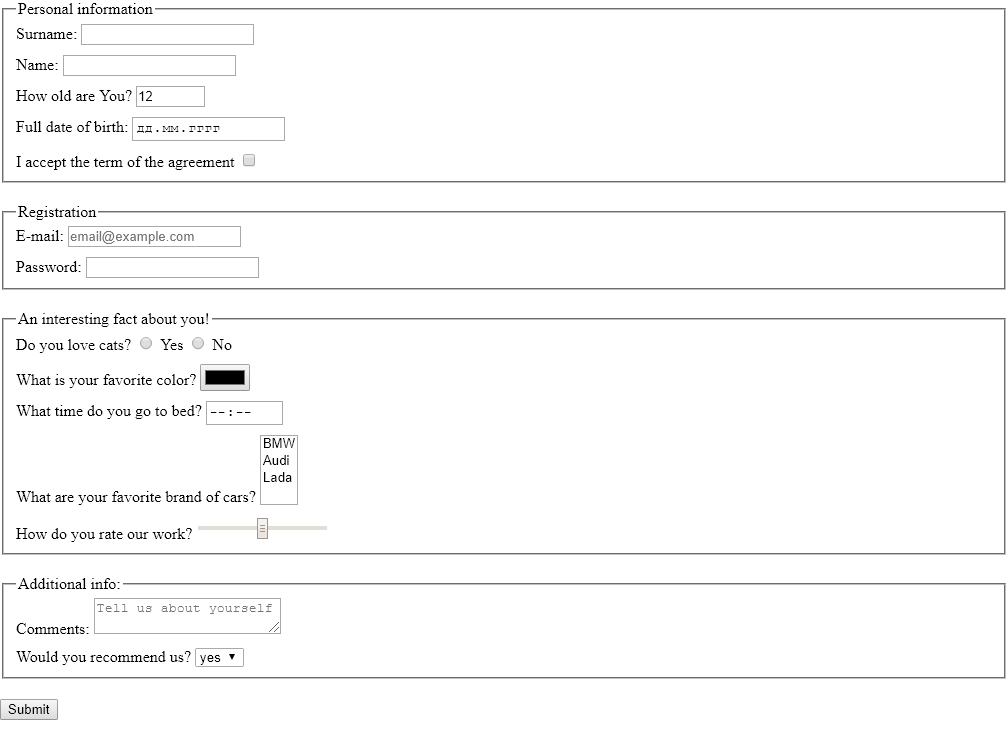 Personal information
Surname:
Name:
How old are You? 12
Full date of birth: дд.мм.гггг
I accept the term of the agreement
Registration
E-mail: email@example.com
Password:
An interesting fact about you!
Do you love cats? Yes No
What is your favorite color?
What time do you go to bed? --:--
BMW
Audi
Lada
What are your favorite brand of cars?
How do you rate our work?
Additional info:
Tell us about yourself
Comments:
Would you recommend us? yes
Submit